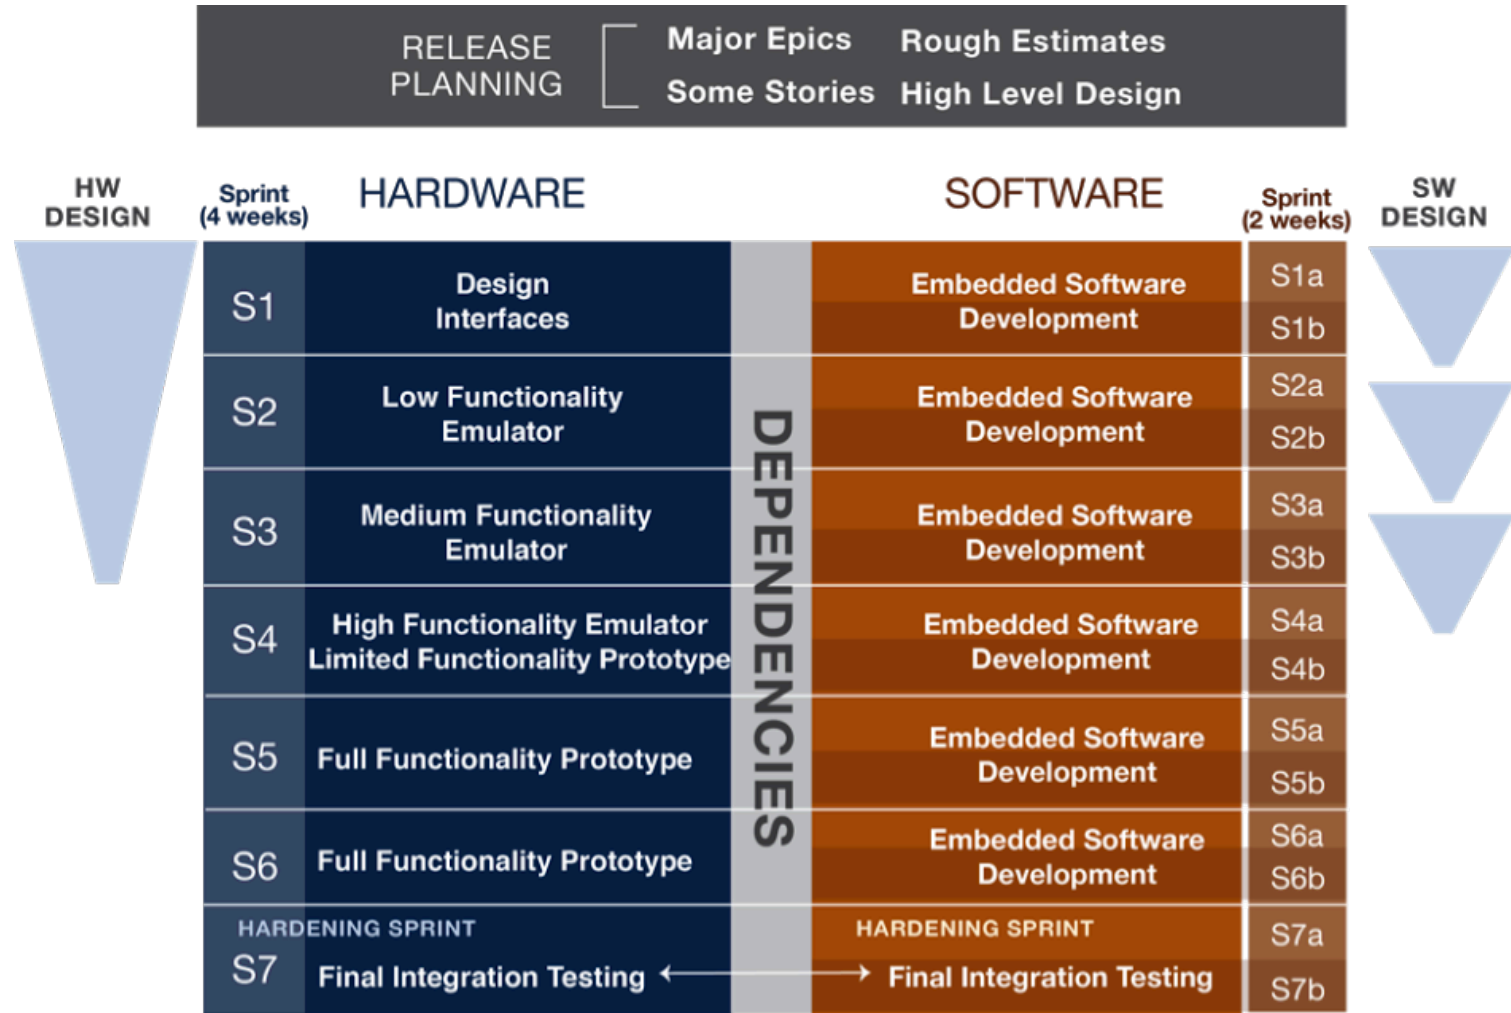 RELEASE
PLANNING
Major Epics
Rough Estimates
Some Stories
High Level Design
HW
DESIGN
Sprint
(4 weeks)
HARDWARE
SOFTWARE
Sprint
(2 weeks)
SW
DESIGN
S1
Design
Interfaces
Embedded Software
Development
S1a
S1b
S2
Low Functionality
Emulator
Embedded Software
Development
S2a
S2b
S3
Medium Functionality
Emulator
Embedded Software
Development
S3a
S3b
S4
High Functionality Emulator
Limited Functionality Prototype
Embedded Software
Development
S4a
S4b
S5
Full Functionality Prototype
Embedded Software
Development
S5a
S5b
S6
Full Functionality Prototype
Embedded Software
Development
S6a
S6b
DEPENDENCIES
HARDENING SPRINT
S7
Final Integration Testing
HARDENING SPRINT
Final Integration Testing
S7a
S7b